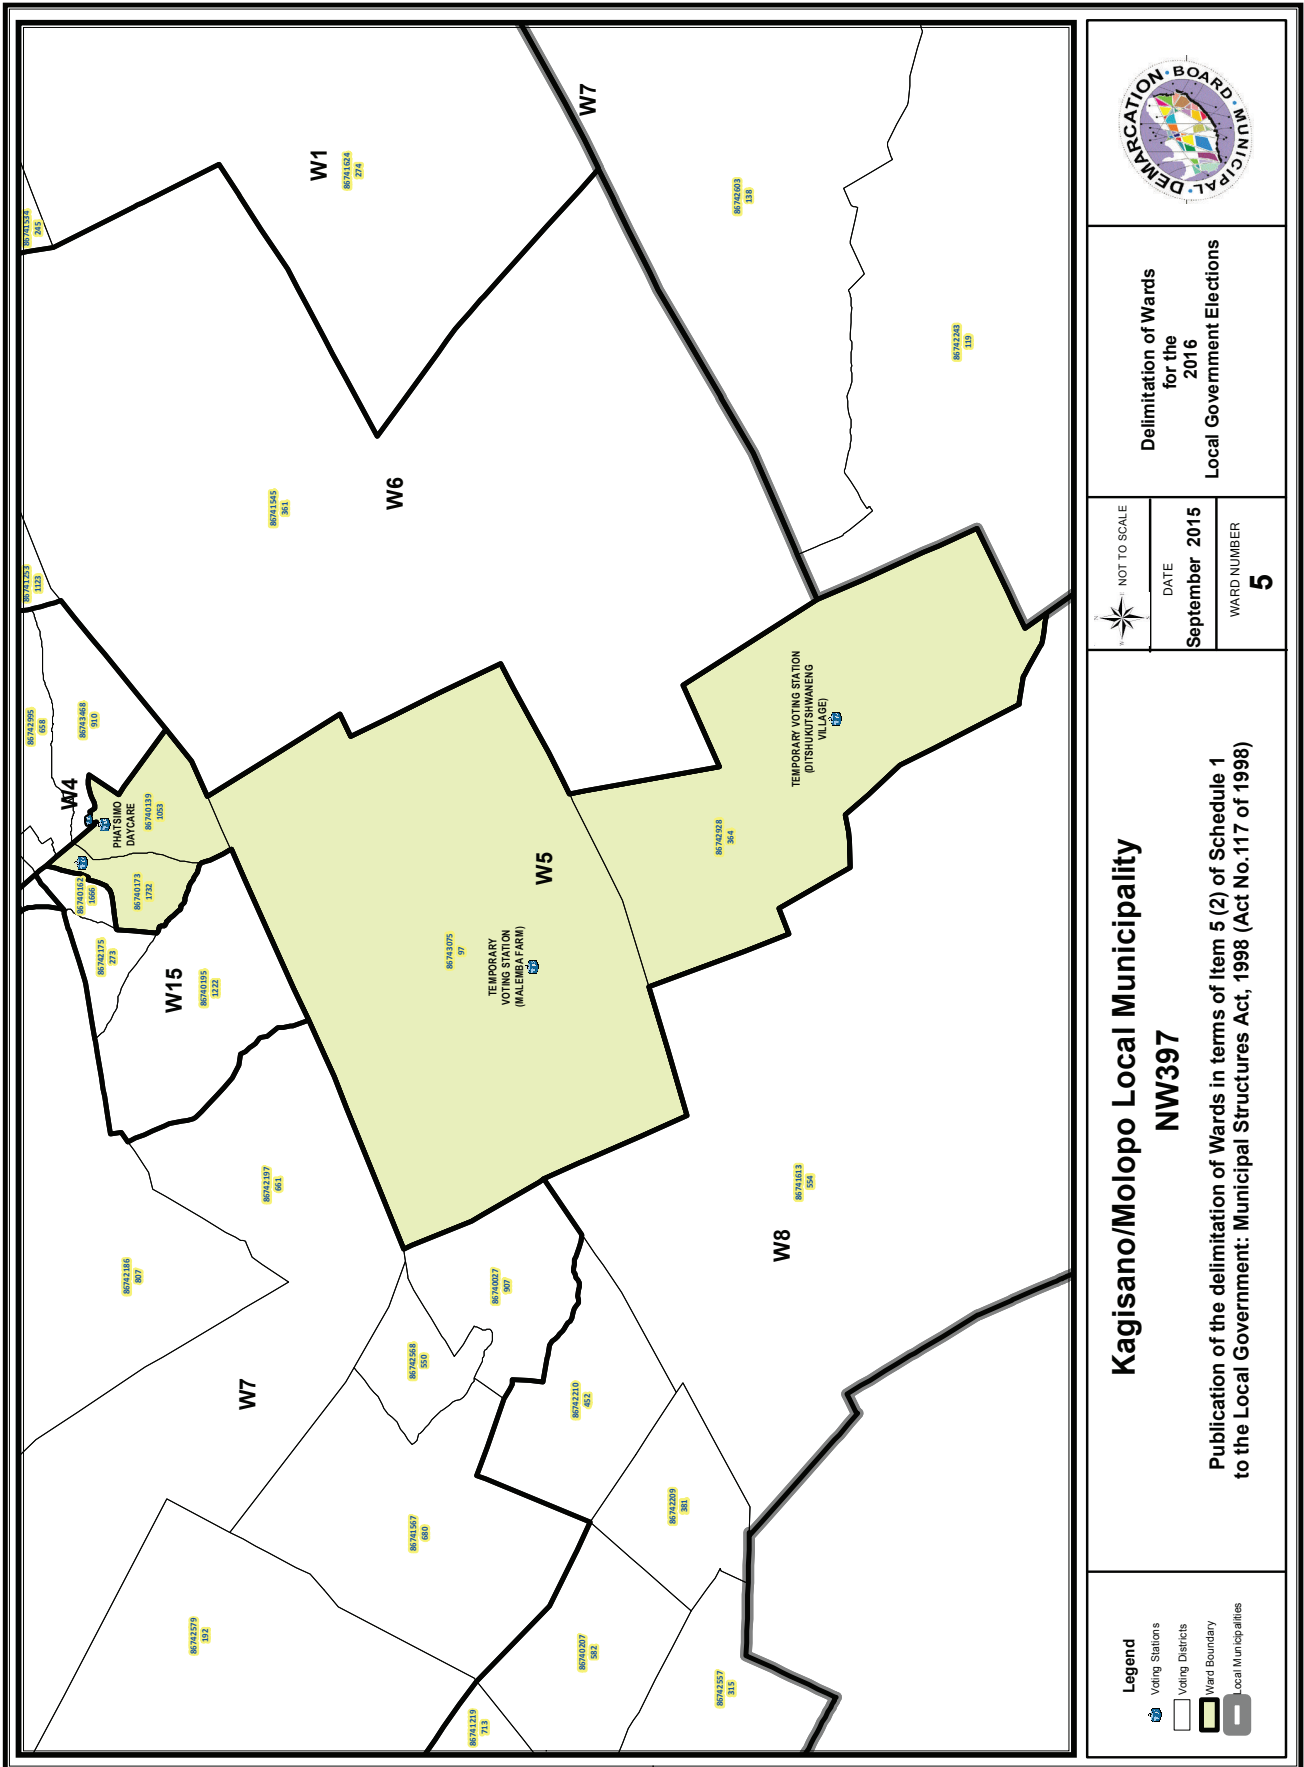 W1
86741624
274
86741534
245
W7
86742603
138
86742243
119
86741545
361
W6
86741253
1123
86742995
658
86743468
910
W4
PHATSIMO
DAYCARE
86740139
1053
86740162
1666
86740173
1732
86742175
273
W15
86740195
1222
TEMPORARY VOTING STATION
(DITSHUKUTSHWANENG
VILLAGE)
86742928
364
W5
86743075
97
TEMPORARY
VOTING STATION
(MALEMBA FARM)
86742197
661
86742186
807
W7
86741613
554
W8
86740027
907
86742568
550
86742210
452
86742209
381
86741567
680
86742579
192
86740207
582
86742557
315
86741219
713
Legend
Voting Stations
Voting Districts
Ward Boundary
Local Municipalities
Kagisano/Molopo Local Municipality
NW397
Publication of the delimitation of Wards in terms of Item 5 (2) of Schedule 1
to the Local Government: Municipal Structures Act, 1998 (Act No.117 of 1998)
NOT TO SCALE
DATE
September 2015
WARD NUMBER
5
Delimitation of Wards
for the
2016
Local Government Elections
MUNICIPAL DEMARCATION BOARD